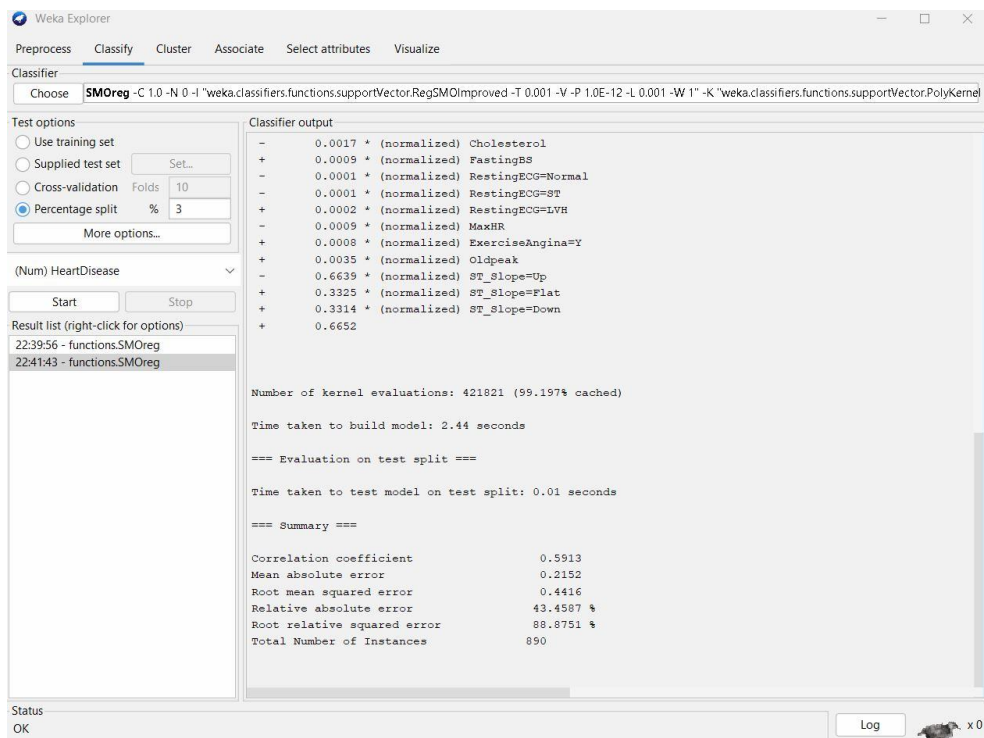 Weka Explorer
Preprocess Classify Cluster Associate Select attributes Visualize
Classifier
Choose SMOreg -C 1.0 -N 0 -I "weka.classifiers.functions.supportVector.RegSMOImproved -T 0.001 -V -P 1.0E-12 -L 0.001 -W 1" -K "weka.classifiers.functions.supportVector.PolyKernel
Test options
Use training set
Supplied test set Set...
Cross-validation Folds 10
Percentage split % 3
More options...
(Num) HeartDisease
Start Stop
Result list (right-click for options)
22:39:56 - functions.SMOreg
22:41:43 - functions.SMOreg
Classifier output
- 0.0017 * (normalized) Cholesterol
+ 0.0009 * (normalized) FastingBS
- 0.0001 * (normalized) RestingECG=Normal
- 0.0001 * (normalized) RestingECG=ST
+ 0.0002 * (normalized) RestingECG=LVH
- 0.0009 * (normalized) MaxHR
+ 0.0008 * (normalized) ExerciseAngina=Y
+ 0.0035 * (normalized) Oldpeak
- 0.6639 * (normalized) ST_Slope=Up
+ 0.3325 * (normalized) ST_Slope=Flat
+ 0.3314 * (normalized) ST_Slope=Down
+ 0.6652
Number of kernel evaluations: 421821 (99.197% cached)
Time taken to build model: 2.44 seconds
=== Evaluation on test split ===
Time taken to test model on test split: 0.01 seconds
=== Summary ===
Correlation coefficient 0.5913
Mean absolute error 0.2152
Root mean squared error 0.4416
Relative absolute error 43.4587 %
Root relative squared error 88.8751 %
Total Number of Instances 890
Status
OK
Log x 0